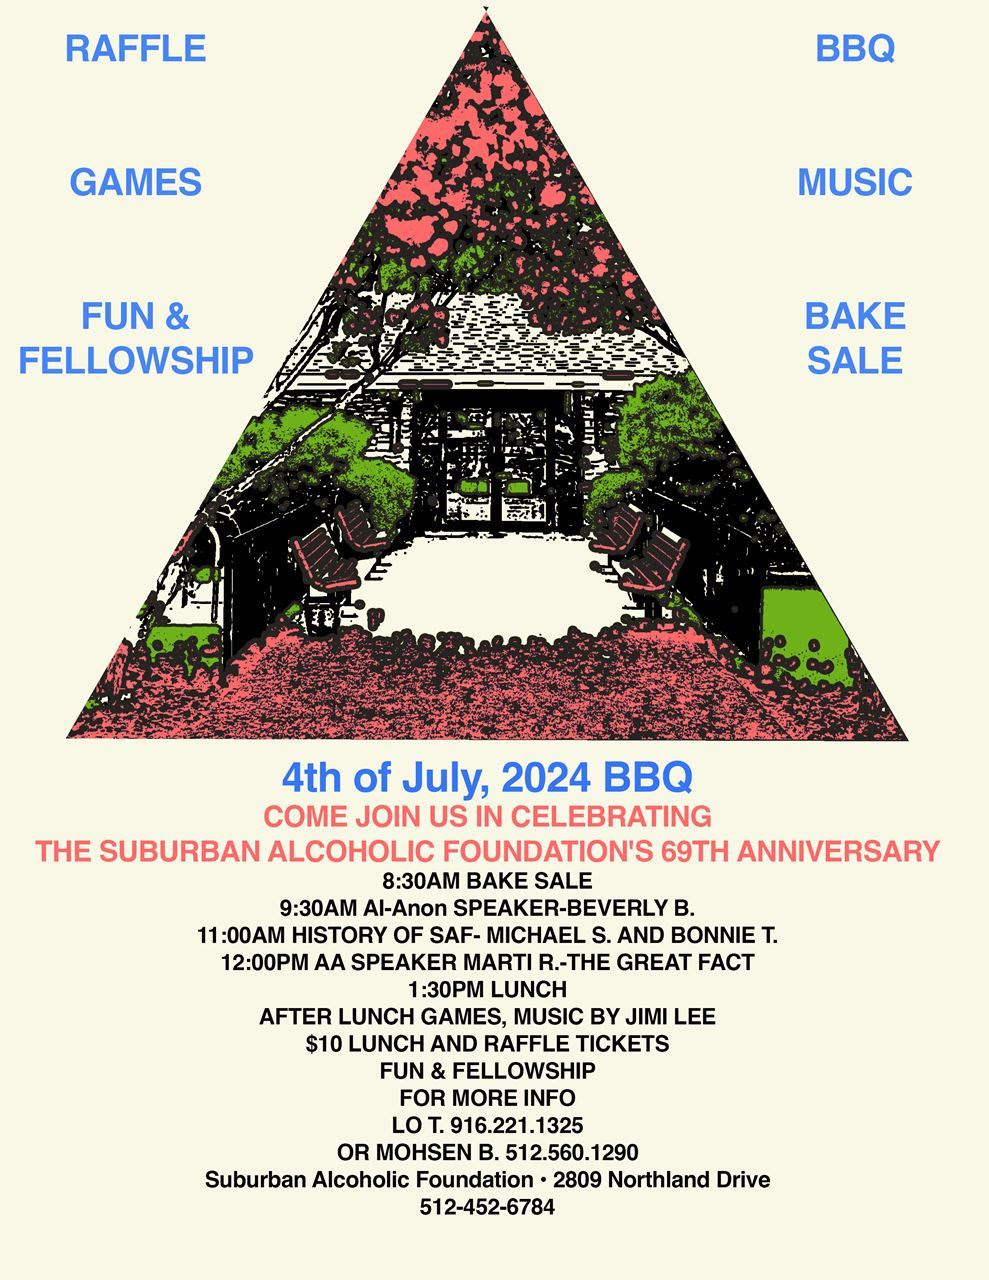 RAFFLE
BBQ
GAMES
MUSIC
FUN &
FELLOWSHIP
BAKE
SALE
4th of July, 2024 BBQ
COME JOIN US IN CELEBRATING
THE SUBURBAN ALCOHOLIC FOUNDATION'S 69TH ANNIVERSARY
8:30AM BAKE SALE
9:30AM Al-Anon SPEAKER-BEVERLY B.
11:00AM HISTORY OF SAF- MICHAEL S. AND BONNIE T.
12:00PM AA SPEAKER MARTI R.-THE GREAT FACT
1:30PM LUNCH
AFTER LUNCH GAMES, MUSIC BY JIMI LEE
$10 LUNCH AND RAFFLE TICKETS
FUN & FELLOWSHIP
FOR MORE INFO
LO T. 916.221.1325
OR MOHSEN B. 512.560.1290
Suburban Alcoholic Foundation • 2809 Northland Drive
512-452-6784